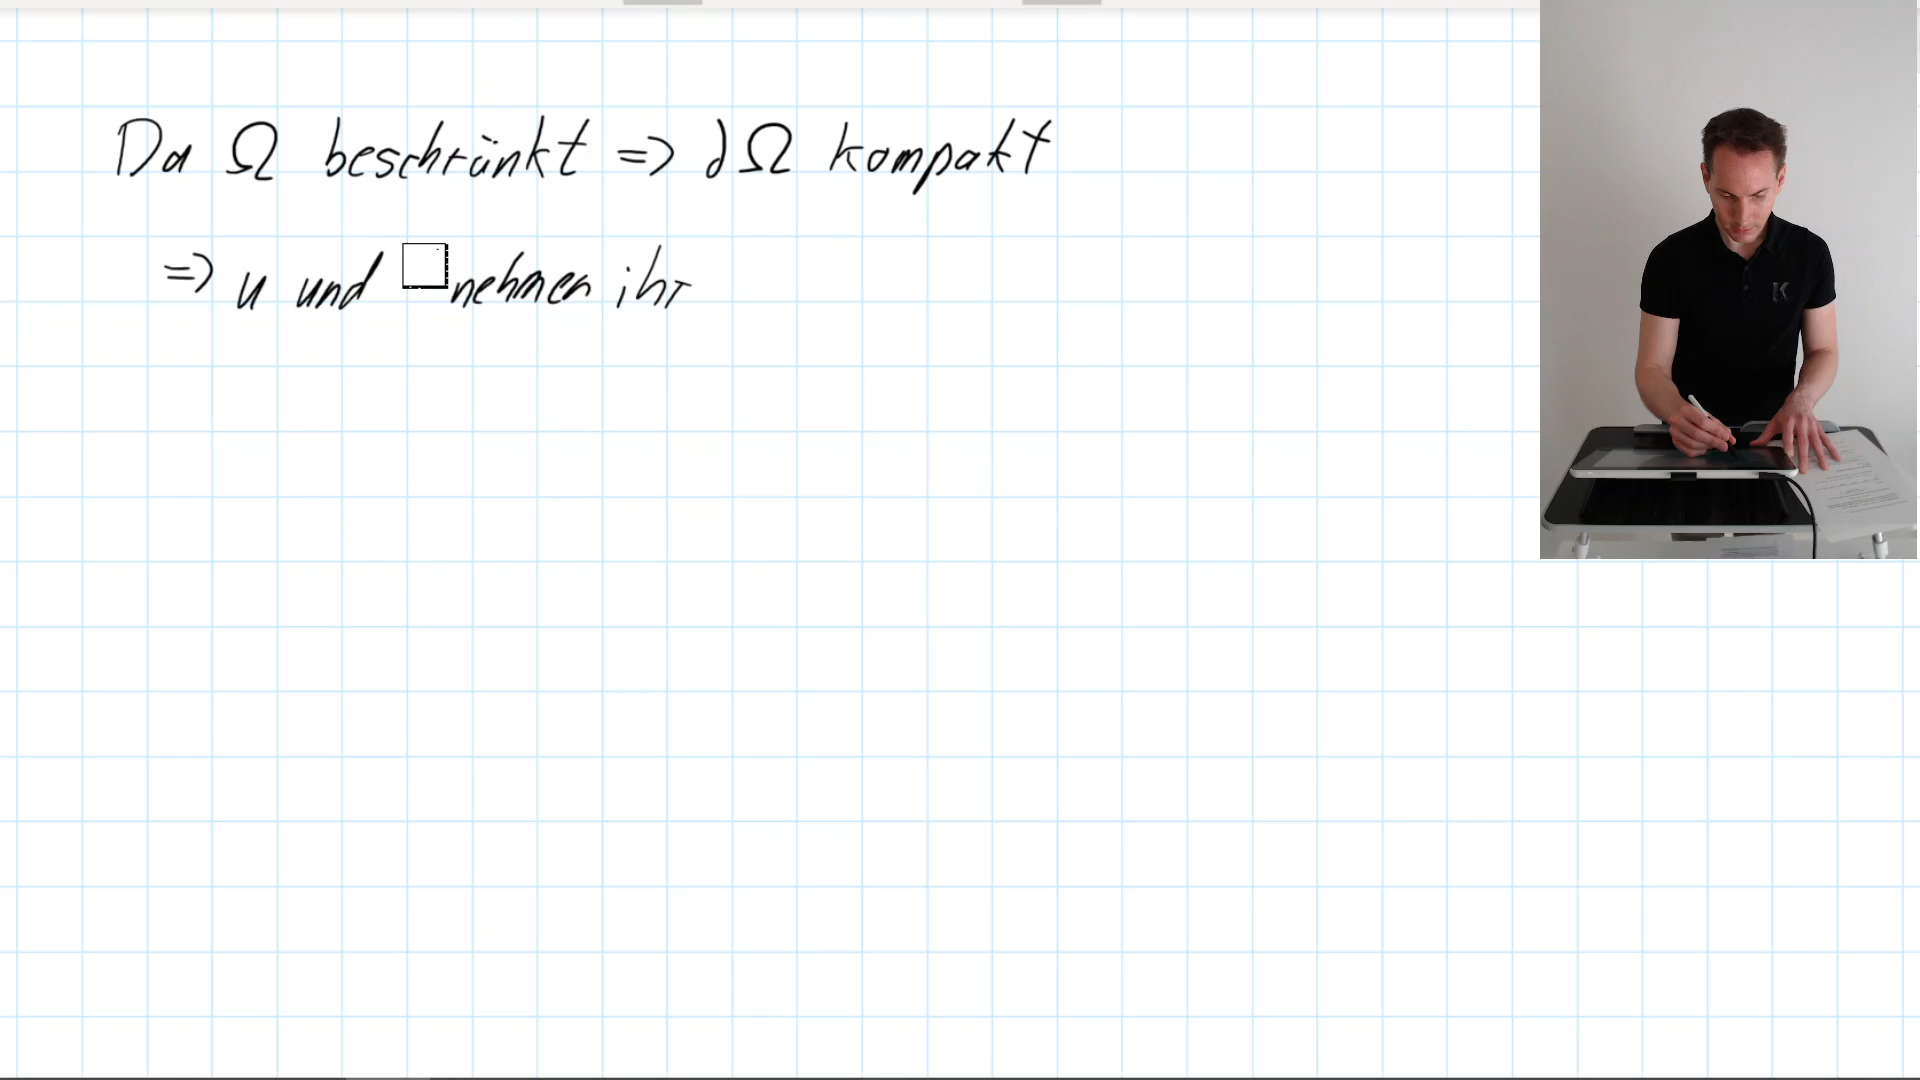 Da Ω beschränkt => ∂Ω kompakt
=> u und nehmen ihr
K